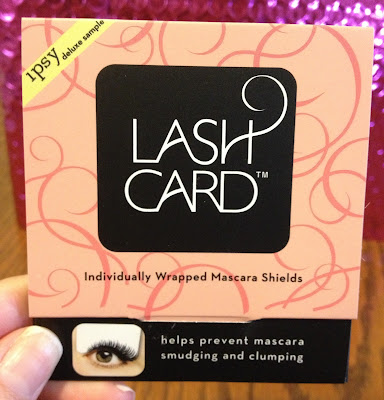 ipsy deluxe sample
LASH
CARD™
Individually Wrapped Mascara Shields
helps prevent mascara
smudging and clumping